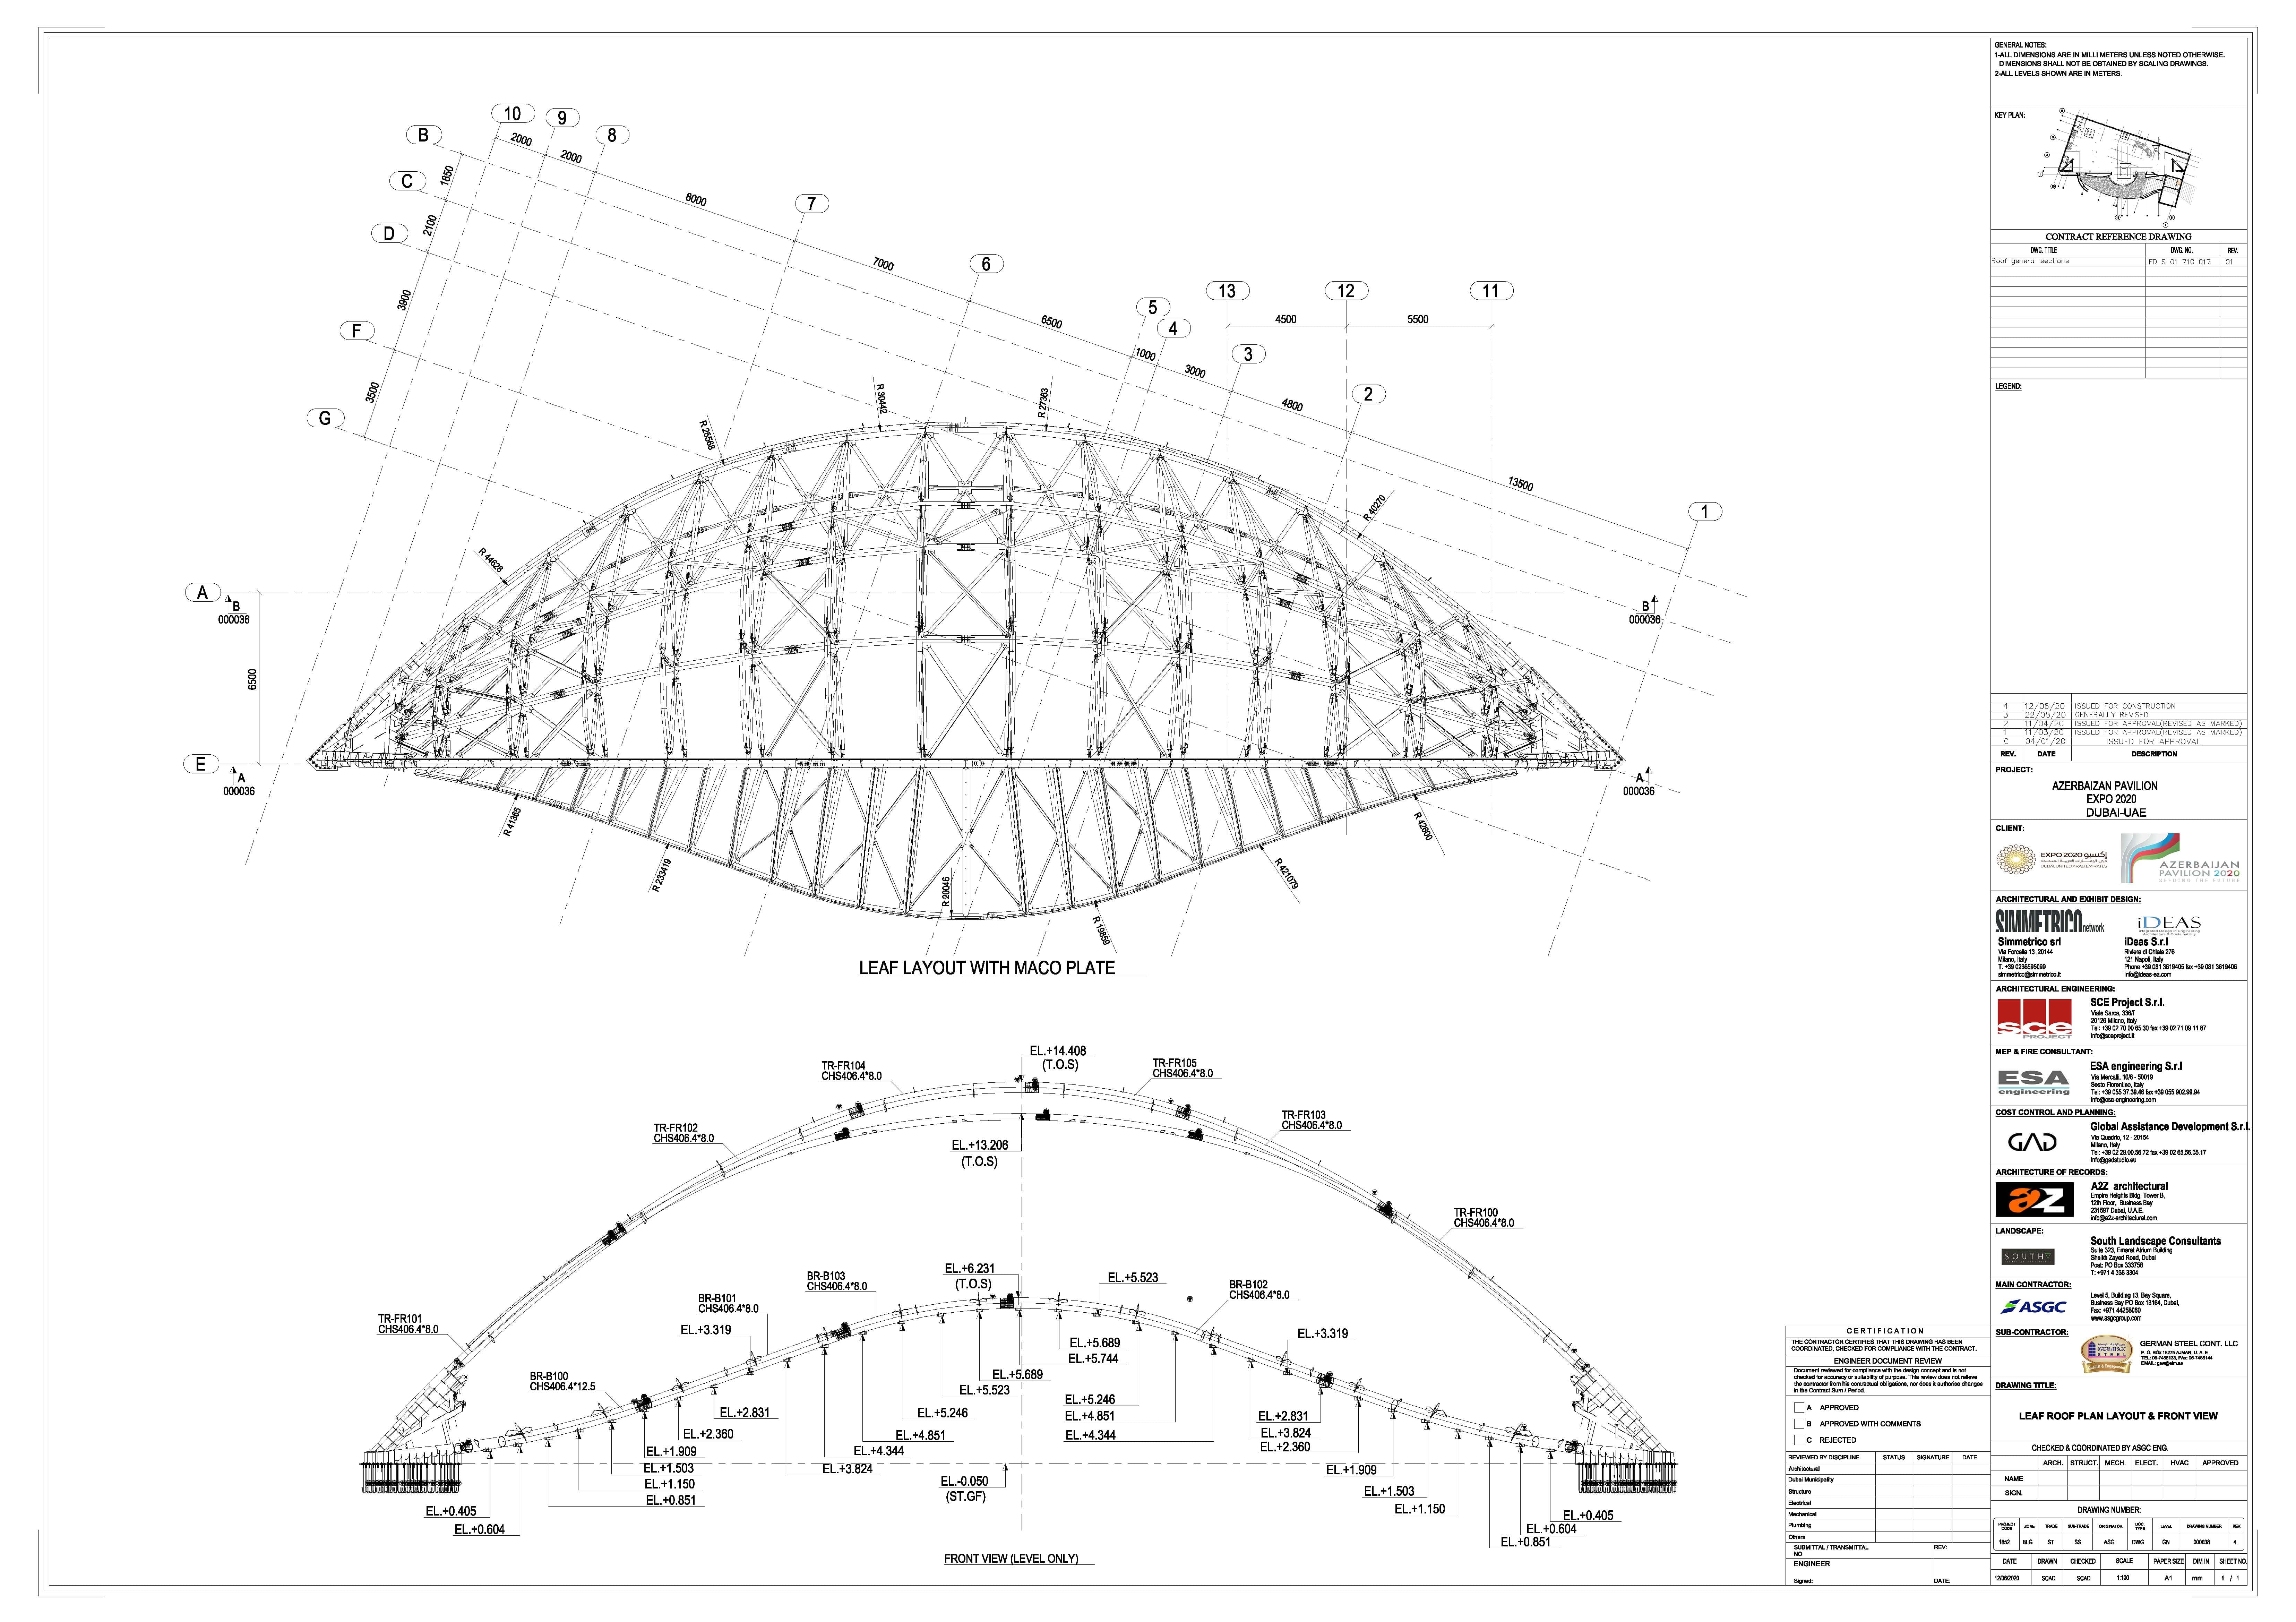 10
9
8
B
C
D
F
G
2000
2000
8000
7
7000
6
6500
5
4
1000
3000
3
4800
2
13500
1
13
12
11
4500
5500
1850
2100
3900
3500
R 25568
R 30442
R 27363
R 40270
R 44628
A
B
000036
6500
E
A
000036
B
000036
A
000036
R 41365
R 233419
R 20046
R 19859
R 421079
R 42600
LEAF LAYOUT WITH MACO PLATE
EL.+14.408
(T.O.S)
TR-FR104
CHS406.4*8.0
TR-FR105
CHS406.4*8.0
TR-FR102
CHS406.4*8.0
TR-FR103
CHS406.4*8.0
EL.+13.206
(T.O.S)
TR-FR100
CHS406.4*8.0
TR-FR101
CHS406.4*8.0
EL.+6.231
(T.O.S)
BR-B103
CHS406.4*8.0
EL.+5.523
BR-B102
CHS406.4*8.0
BR-B101
CHS406.4*8.0
EL.+3.319
EL.+3.319
BR-B100
CHS406.4*12.5
EL.+5.689
EL.+5.744
EL.+5.689
EL.+5.523
EL.+5.246
EL.+5.246
EL.+4.851
EL.+4.851
EL.+4.344
EL.+4.344
EL.+3.824
EL.+2.831
EL.+2.360
EL.+1.909
EL.+1.503
EL.+1.150
EL.+0.851
EL.+0.405
EL.+0.604
EL.-0.050
(ST.GF)
EL.+2.831
EL.+3.824
EL.+2.360
EL.+1.909
EL.+1.503
EL.+1.150
EL.+0.405
EL.+0.604
EL.+0.851
FRONT VIEW (LEVEL ONLY)
GENERAL NOTES:
1-ALL DIMENSIONS ARE IN MILLI METERS UNLESS NOTED OTHERWISE.
DIMENSIONS SHALL NOT BE OBTAINED BY SCALING DRAWINGS.
2-ALL LEVELS SHOWN ARE IN METERS.
KEY PLAN:
CONTRACT REFERENCE DRAWING
DWG. TITLE DWG. NO. REV.
Roof general sections FD S 01 710 017 01
LEGEND:
4 12/06/20 ISSUED FOR CONSTRUCTION
3 22/05/20 GENERALLY REVISED
2 11/04/20 ISSUED FOR APPROVAL(REVISED AS MARKED)
1 11/03/20 ISSUED FOR APPROVAL(REVISED AS MARKED)
0 04/01/20 ISSUED FOR APPROVAL
REV. DATE DESCRIPTION
PROJECT:
AZERBAIZAN PAVILION
EXPO 2020
DUBAI-UAE
CLIENT:
EXPO 2020 إكسبو
DUBAI, UNITED ARAB EMIRATES
AZERBAIJAN
PAVILION 2020
ARCHITECTURAL AND EXHIBIT DESIGN:
SIMMETRICO network
iDEAS
Simmetrico srl
Via Forcella 13 ,20144
Milano, Italy
T. +39 0236595099
simmetrico@simmetrico.it
iDeas S.r.l
Riviera di Chiaia 276
121 Napoli, Italy
Phone +39 081 3619405 fax +39 081 3619406
info@ideas-ea.com
ARCHITECTURAL ENGINEERING:
sce
PROJECT
SCE Project S.r.l.
Viale Sarca, 336/f
20126 Milano, Italy
Tel: +39 02 70 00 65 30 fax +39 02 71 09 11 87
info@sceproject.it
MEP & FIRE CONSULTANT:
ESA
engineering
ESA engineering S.r.l
Via Mercalli, 10/6 - 50019
Sesto Fiorentino, Italy
Tel: +39 055 37.39.46 fax +39 055 902.99.94
info@esa-engineering.com
COST CONTROL AND PLANNING:
GAD
Global Assistance Development S.r.l.
Via Quadrio, 12 - 20154
Milano, Italy
Tel: +39 02 29.00.56.72 fax +39 02 65.56.05.17
info@gadstudio.eu
ARCHITECTURE OF RECORDS:
a2z
A2Z architectural
Empire Heights Bldg, Tower B,
12th Floor, Business Bay
231597 Dubai, U.A.E.
info@a2z-architectural.com
LANDSCAPE:
SOUTH
South Landscape Consultants
Suite 323, Emarat Atrium Building
Sheikh Zayed Road, Dubai
Post: PO Box 333756
T: +971 4 338 3304
MAIN CONTRACTOR:
ASGC
Level 5, Building 13, Bay Square,
Business Bay PO Box 13164, Dubai,
Fax: +971 44258060
www.asgcgroup.com
SUB-CONTRACTOR:
GERMAN
STEEL
GERMAN STEEL CONT. LLC
P. O. BOX 16275 AJMAN, U. A. E
TEL: 06-7486133, FAX: 06-7486144
DRAWING TITLE:
LEAF ROOF PLAN LAYOUT & FRONT VIEW
CHECKED & COORDINATED BY ASGC ENG.
ARCH. STRUCT. MECH. ELECT. HVAC APPROVED
NAME
SIGN.
DRAWING NUMBER:
PROJECT CODE ZONE TRADE SUB-TRADE ORIGINATOR DOC. TYPE LEVEL DRAWING NUMBER REV.
1852 BLG ST SS ASG DWG GN 000038 4
DATE DRAWN CHECKED SCALE PAPER SIZE DIM IN SHEET NO.
12/06/2020 SCAD SCAD 1:100 A1 mm 1 / 1
CERTIFICATION
THE CONTRACTOR CERTIFIES THAT THIS DRAWING HAS BEEN
COORDINATED, CHECKED FOR COMPLIANCE WITH THE CONTRACT.
ENGINEER DOCUMENT REVIEW
Document reviewed for compliance with the design concept and is not
checked for accuracy or suitability of purpose. This review does not relieve
the contractor from his contractual obligations, nor does it authorise changes
in the Contract Sum / Period.
A APPROVED
B APPROVED WITH COMMENTS
C REJECTED
REVIEWED BY DISCIPLINE STATUS SIGNATURE DATE
Architectural
Dubai Municipality
Structure
Electrical
Mechanical
Plumbing
Others
SUBMITTAL / TRANSMITTAL NO REV:
ENGINEER
Signed: DATE: